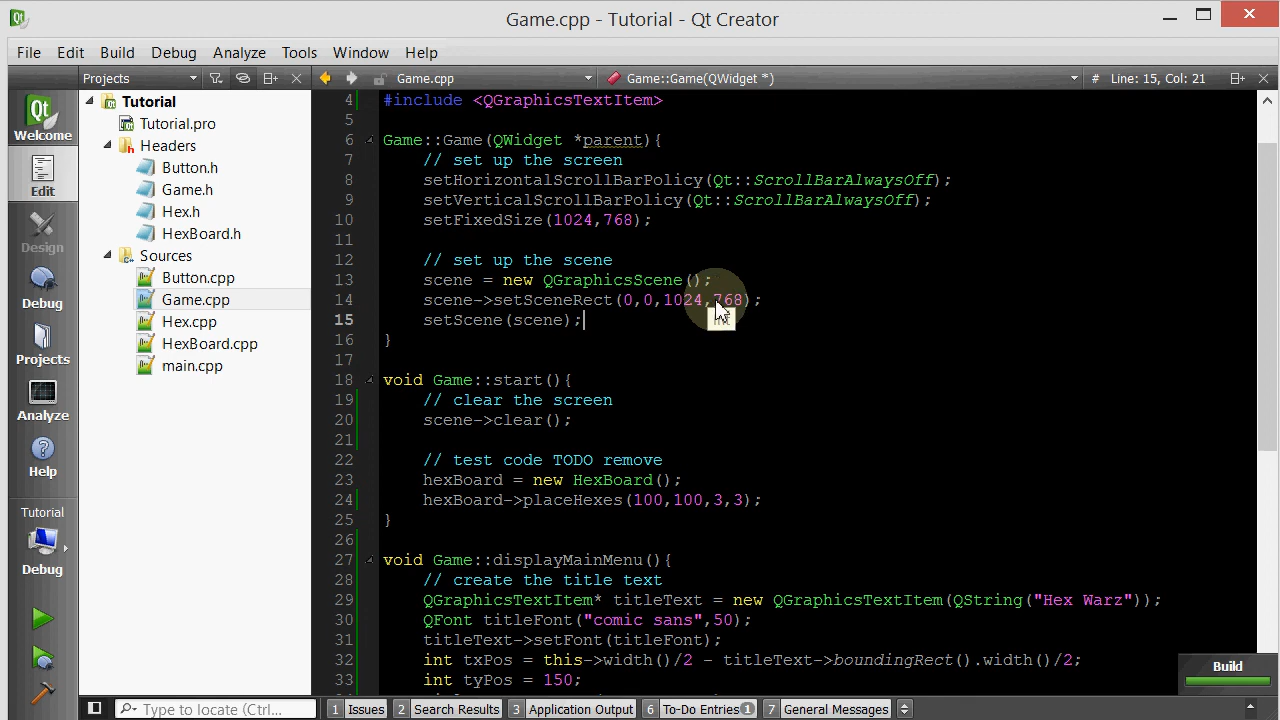 Game.cpp - Tutorial - Qt Creator
File Edit Build Debug Analyze Tools Window Help
Projects Game.cpp Game::Game(QWidget *) # Line: 15, Col: 21
Welcome
Edit
Design
Debug
Projects
Analyze
Help
Tutorial
Debug
Tutorial
Tutorial.pro
Headers
Button.h
Game.h
Hex.h
HexBoard.h
Sources
Button.cpp
Game.cpp
Hex.cpp
HexBoard.cpp
main.cpp
4 #include <QGraphicsTextItem>
5
6 Game::Game(QWidget *parent){
7 // set up the screen
8 setHorizontalScrollBarPolicy(Qt::ScrollBarAlwaysOff);
9 setVerticalScrollBarPolicy(Qt::ScrollBarAlwaysOff);
10 setFixedSize(1024,768);
11
12 // set up the scene
13 scene = new QGraphicsScene();
14 scene->setSceneRect(0,0,1024,768);
15 setScene(scene);
16 }
17
18 void Game::start(){
19 // clear the screen
20 scene->clear();
21
22 // test code TODO remove
23 hexBoard = new HexBoard();
24 hexBoard->placeHexes(100,100,3,3);
25 }
26
27 void Game::displayMainMenu(){
28 // create the title text
29 QGraphicsTextItem* titleText = new QGraphicsTextItem(QString("Hex Warz"));
30 QFont titleFont("comic sans",50);
31 titleText->setFont(titleFont);
32 int txPos = this->width()/2 - titleText->boundingRect().width()/2;
33 int tyPos = 150;
Build
Type to locate (Ctrl... 1 Issues 2 Search Results 3 Application Output 6 To-Do Entries 1 7 General Messages